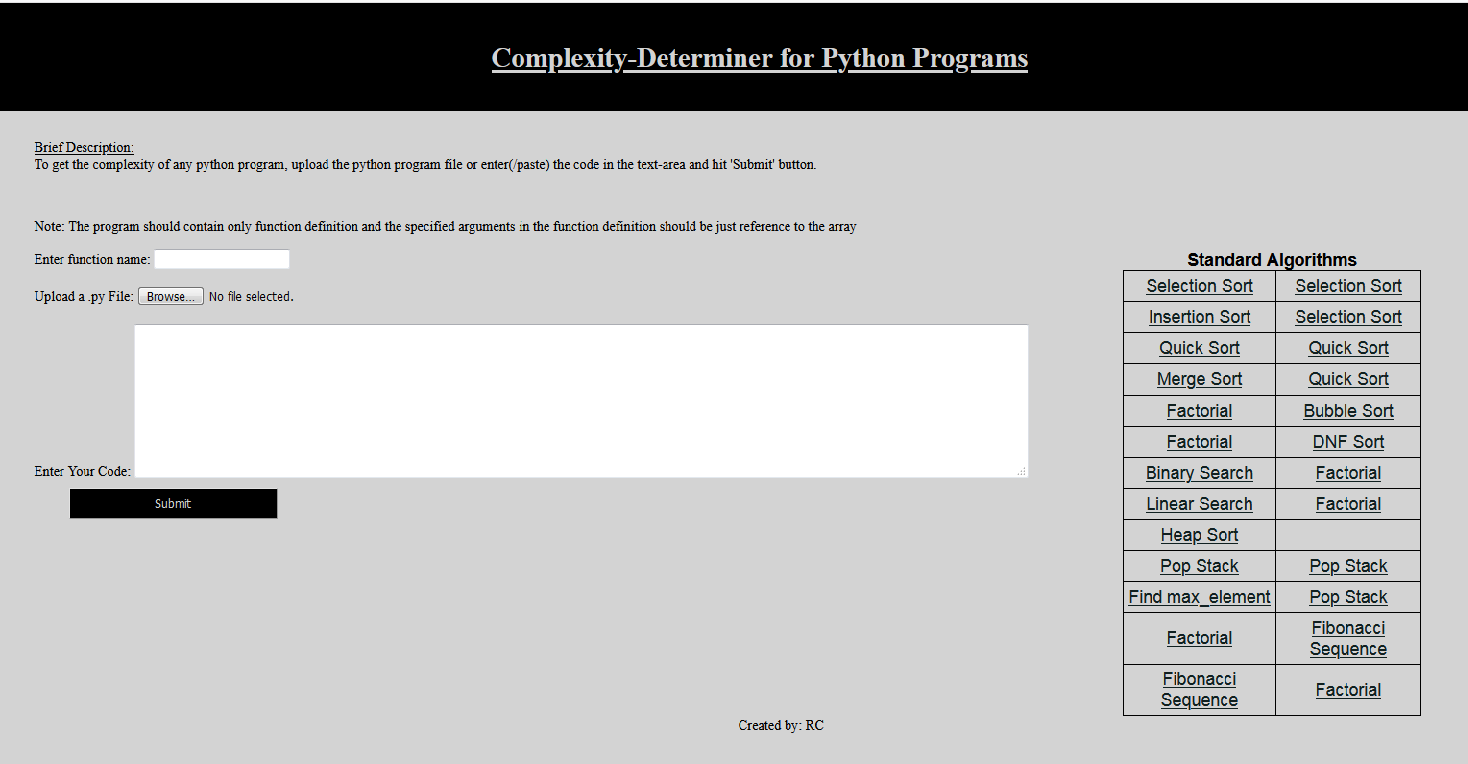 Complexity-Determiner for Python Programs
Brief Description:
To get the complexity of any python program, upload the python program file or enter(/paste) the code in the text-area and hit 'Submit' button.
Note: The program should contain only function definition and the specified arguments in the function definition should be just reference to the array
Enter function name:
Upload a .py File: Browse... No file selected.
Enter Your Code:
Submit
Standard Algorithms
Selection Sort Selection Sort
Insertion Sort Selection Sort
Quick Sort Quick Sort
Merge Sort Quick Sort
Factorial Bubble Sort
Factorial DNF Sort
Binary Search Factorial
Linear Search Factorial
Heap Sort
Pop Stack Pop Stack
Find max_element Pop Stack
Factorial Fibonacci
Sequence
Fibonacci
Sequence Factorial
Created by: RC